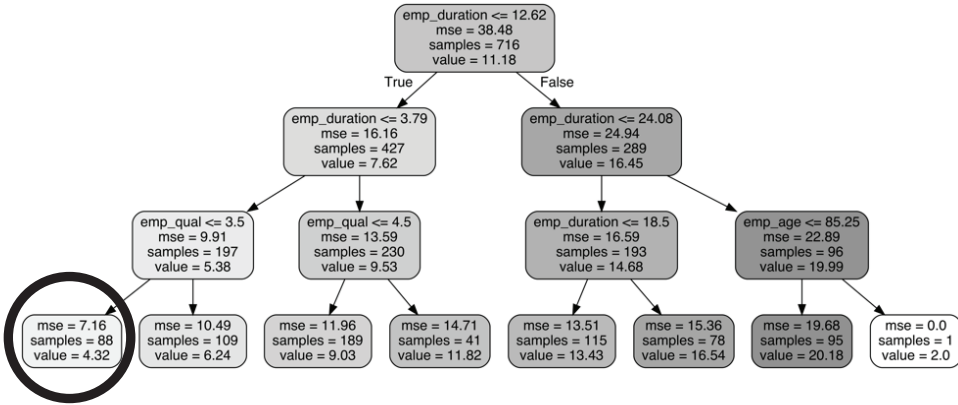 emp_duration <= 12.62
mse = 38.48
samples = 716
value = 11.18
True
False
emp_duration <= 3.79
mse = 16.16
samples = 427
value = 7.62
emp_duration <= 24.08
mse = 24.94
samples = 289
value = 16.45
emp_qual <= 3.5
mse = 9.91
samples = 197
value = 5.38
emp_qual <= 4.5
mse = 13.59
samples = 230
value = 9.53
emp_duration <= 18.5
mse = 16.59
samples = 193
value = 14.68
emp_age <= 85.25
mse = 22.89
samples = 96
value = 19.99
mse = 7.16
samples = 88
value = 4.32
mse = 10.49
samples = 109
value = 6.24
mse = 11.96
samples = 189
value = 9.03
mse = 14.71
samples = 41
value = 11.82
mse = 13.51
samples = 115
value = 13.43
mse = 15.36
samples = 78
value = 16.54
mse = 19.68
samples = 95
value = 20.18
mse = 0.0
samples = 1
value = 2.0